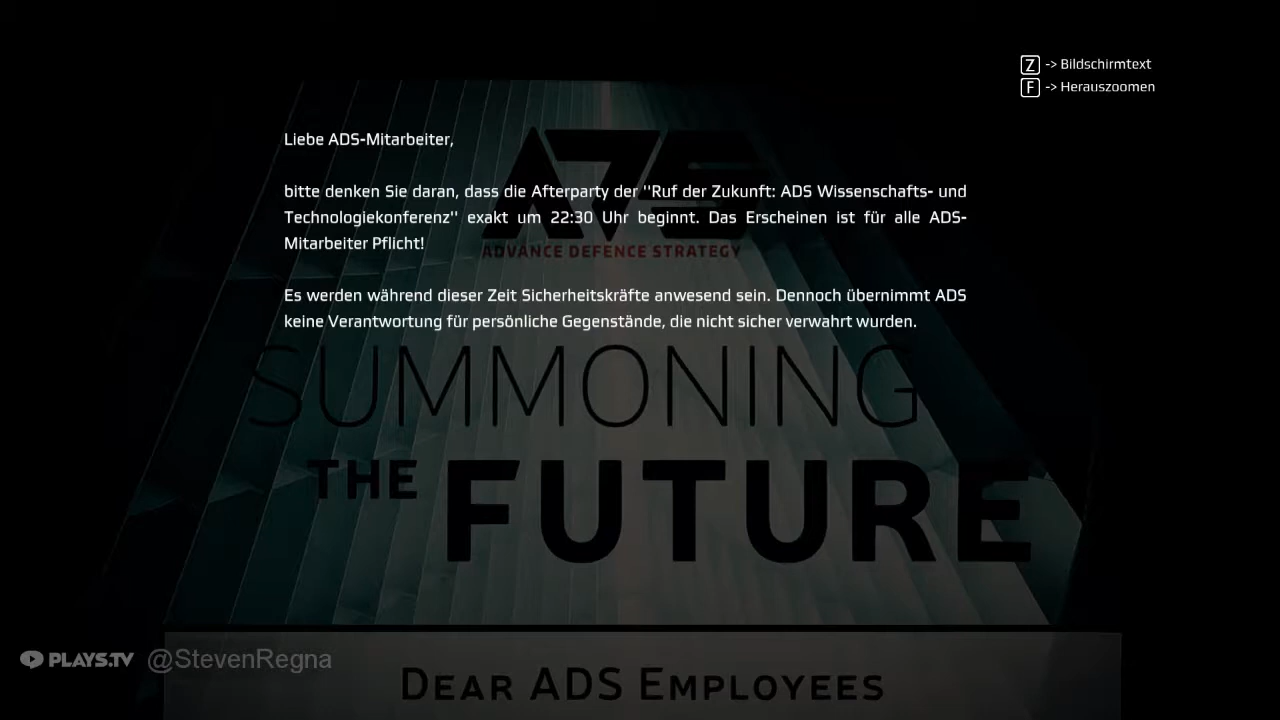 Z -> Bildschirmtext
F -> Herauszoomen
Liebe ADS-Mitarbeiter,
bitte denken Sie daran, dass die Afterparty der ''Ruf der Zukunft: ADS Wissenschafts- und
Technologiekonferenz'' exakt um 22:30 Uhr beginnt. Das Erscheinen ist für alle ADS-
Mitarbeiter Pflicht!
Es werden während dieser Zeit Sicherheitskräfte anwesend sein. Dennoch übernimmt ADS
keine Verantwortung für persönliche Gegenstände, die nicht sicher verwahrt wurden.
ADS
ADVANCE DEFENCE STRATEGY
SUMMONING
THE FUTURE
DEAR ADS EMPLOYEES
PLAYS.TV @StevenRegna